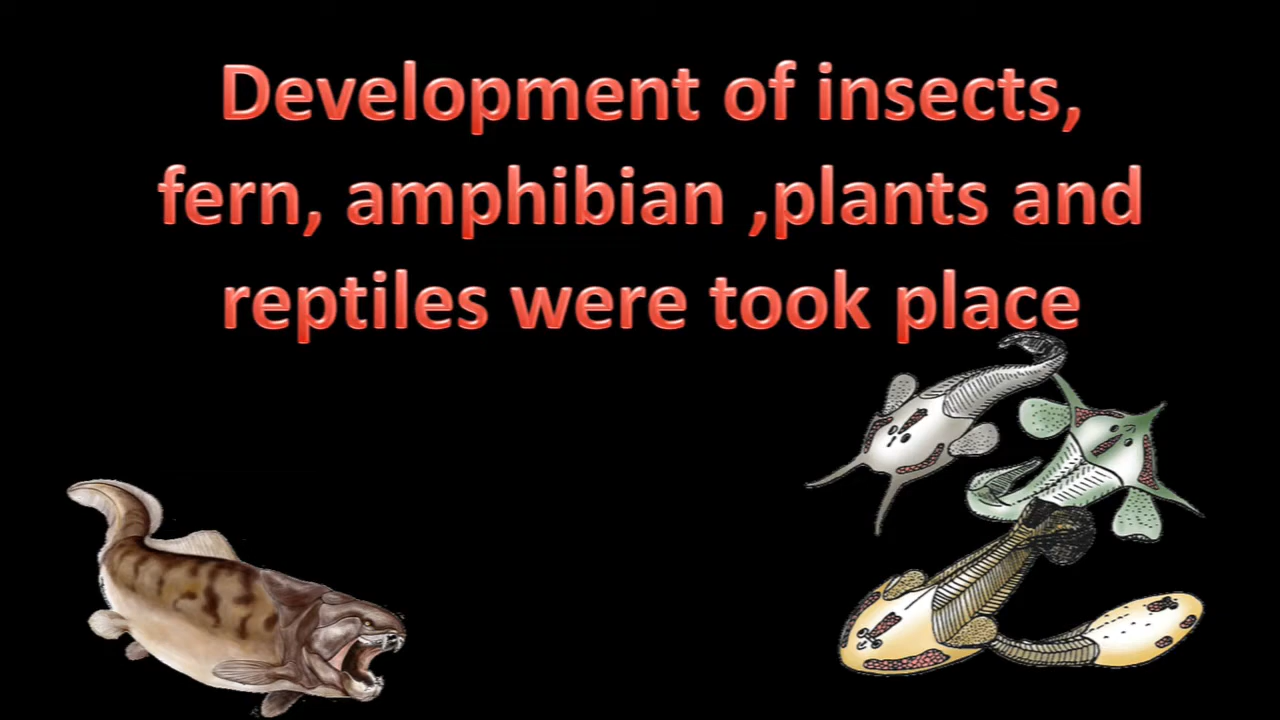 Development of insects,
fern, amphibian ,plants and
reptiles were took place